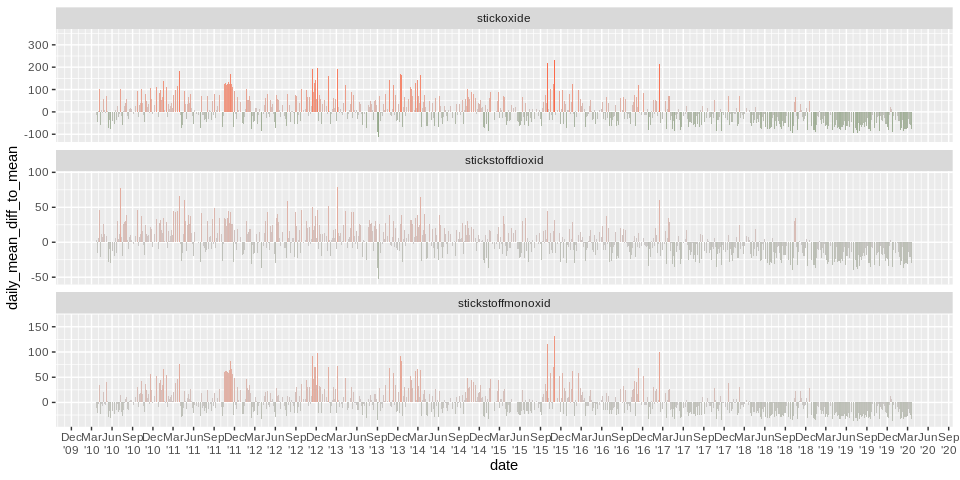 stickoxide
300
200
100
0
-100
stickstoffdioxid
100
50
0
-50
stickstoffmonoxid
150
100
50
0
daily_mean_diff_to_mean
Dec Mar Jun Sep Dec Mar Jun Sep Dec Mar Jun Sep Dec Mar Jun Sep Dec Mar Jun Sep Dec Mar Jun Sep Dec Mar Jun Sep Dec Mar Jun Sep Dec Mar Jun Sep Dec Mar Jun Sep Dec Mar Jun Sep
'09 '10 '10 '10 '10 '11 '11 '11 '11 '12 '12 '12 '12 '13 '13 '13 '13 '14 '14 '14 '14 '15 '15 '15 '15 '16 '16 '16 '16 '17 '17 '17 '17 '18 '18 '18 '18 '19 '19 '19 '19 '20 '20 '20
date